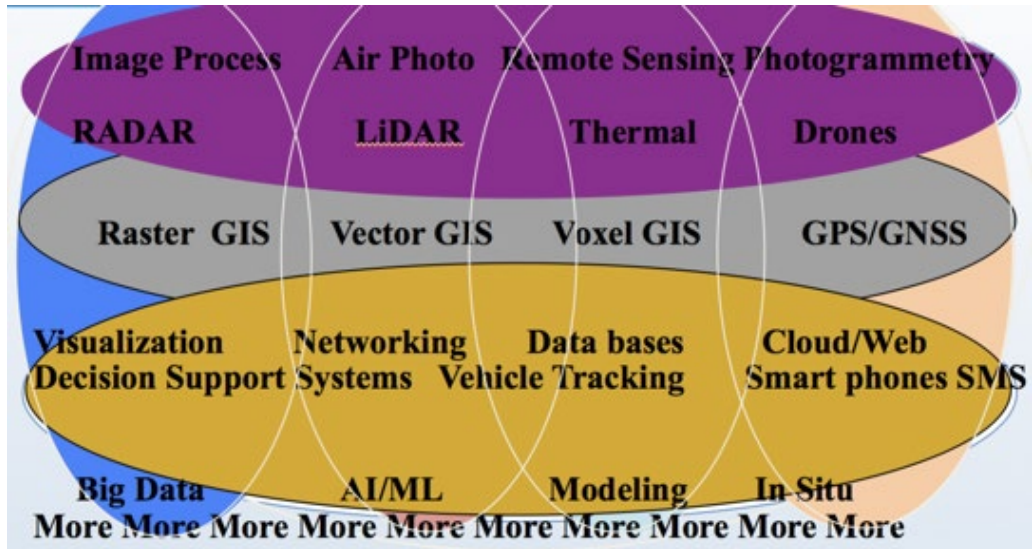 Image Process Air Photo Remote Sensing Photogrammetry
RADAR LiDAR Thermal Drones
Raster GIS Vector GIS Voxel GIS GPS/GNSS
Visualization Networking Data bases Cloud/Web
Decision Support Systems Vehicle Tracking Smart phones SMS
Big Data AI/ML Modeling In Situ
More More More More More More More More More More